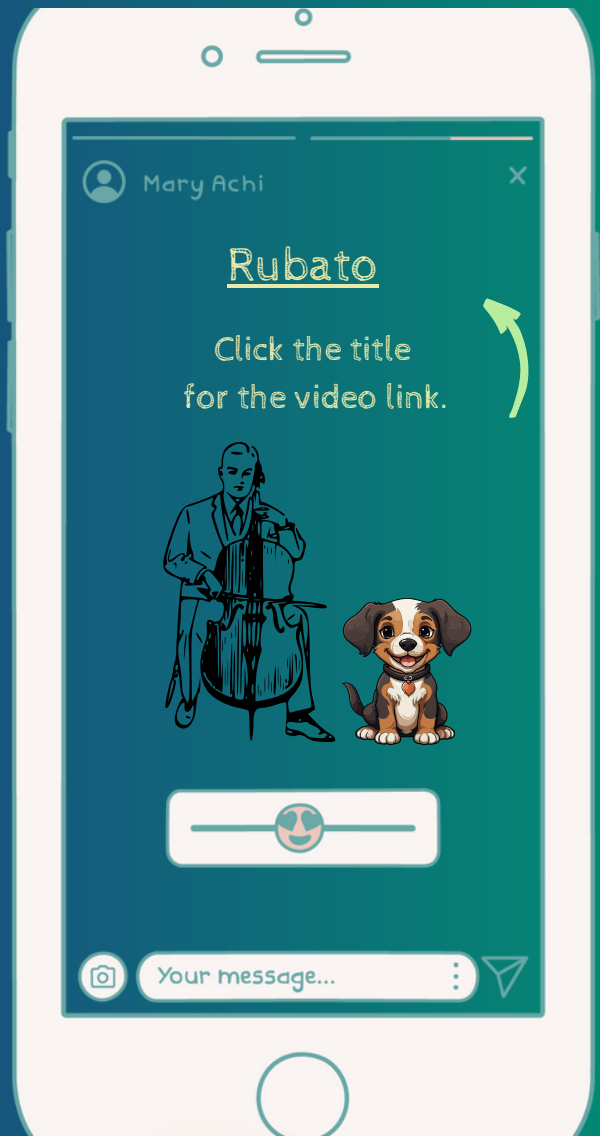 Mary Achi
Rubato
Click the title
for the video link.
Your message...